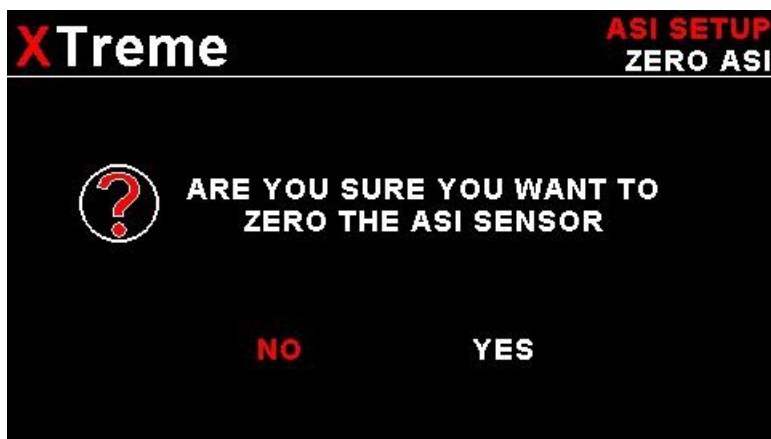 XTreme
ASI SETUP
ZERO ASI
?
ARE YOU SURE YOU WANT TO
ZERO THE ASI SENSOR
NO
YES